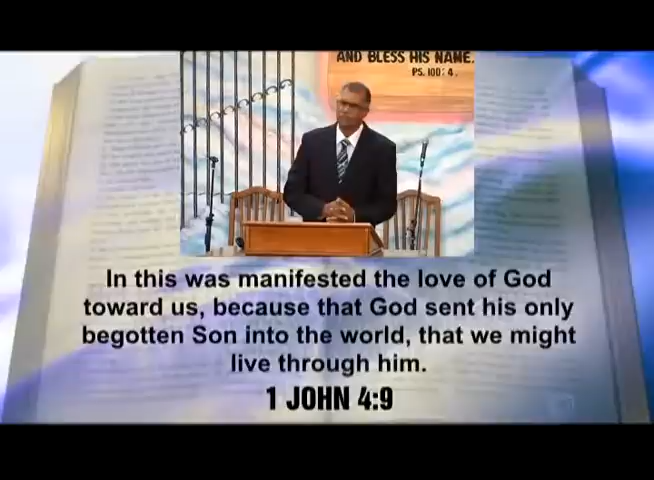 AND BLESS HIS NAME.
PS. 100: 4.
In this was manifested the love of God
toward us, because that God sent his only
begotten Son into the world, that we might
live through him.
1 JOHN 4:9